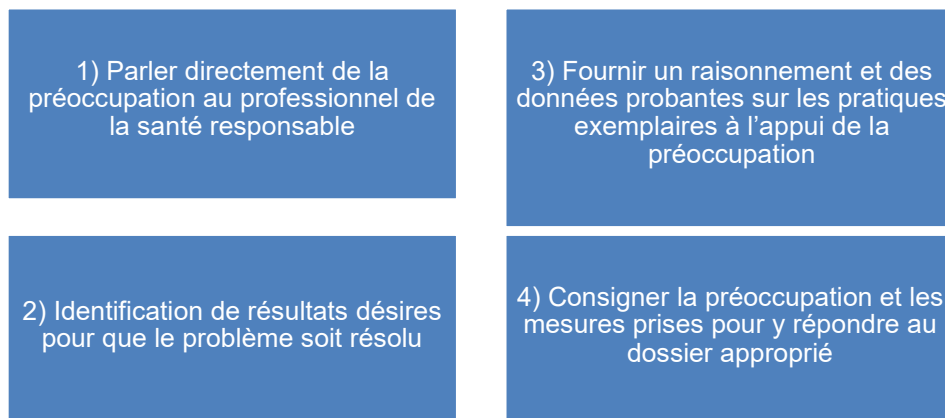 1) Parler directement de la
préoccupation au professionnel de
la santé responsable
2) Identification de résultats désires
pour que le problème soit résolu
3) Fournir un raisonnement et des
données probantes sur les pratiques
exemplaires à l’appui de la
préoccupation
4) Consigner la préoccupation et les
mesures prises pour y répondre au
dossier approprié